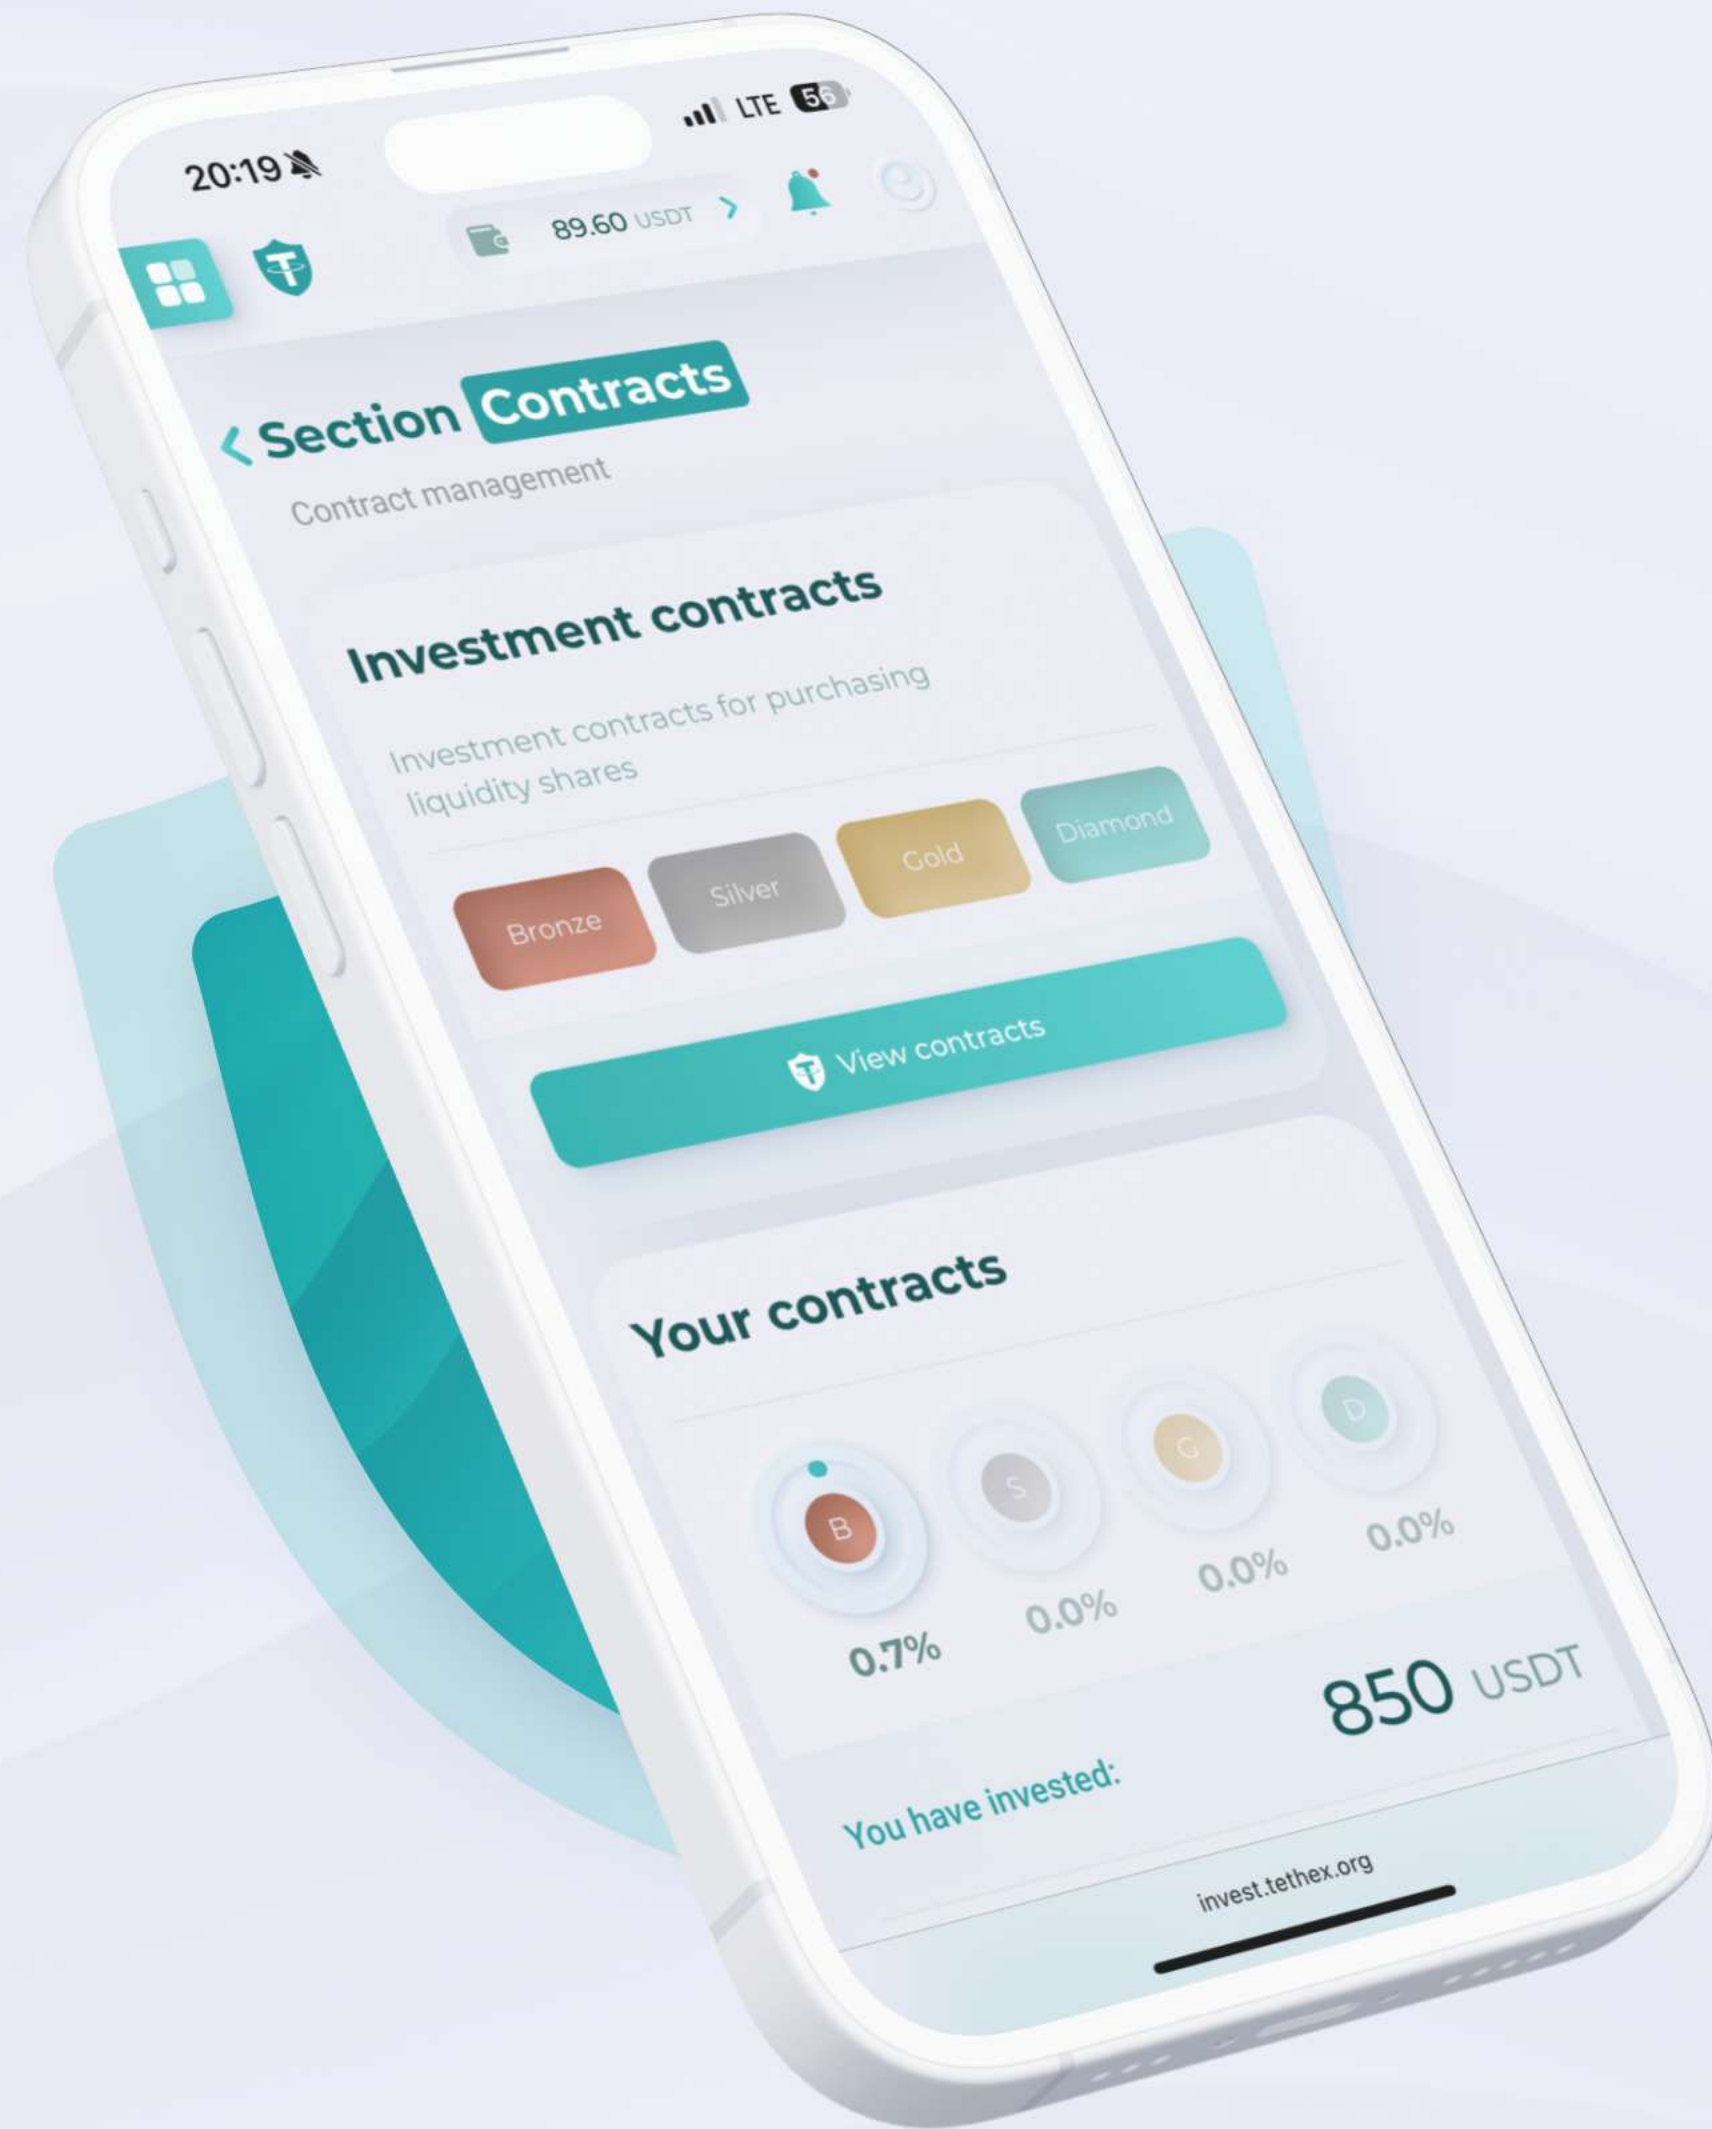 20:19
LTE 56
89.60 USDT
Section Contracts
Contract management
Investment contracts
Investment contracts for purchasing
liquidity shares
Bronze Silver Gold Diamond
View contracts
Your contracts
B S G D
0.7% 0.0% 0.0% 0.0%
You have invested: 850 USDT
invest.tethex.org